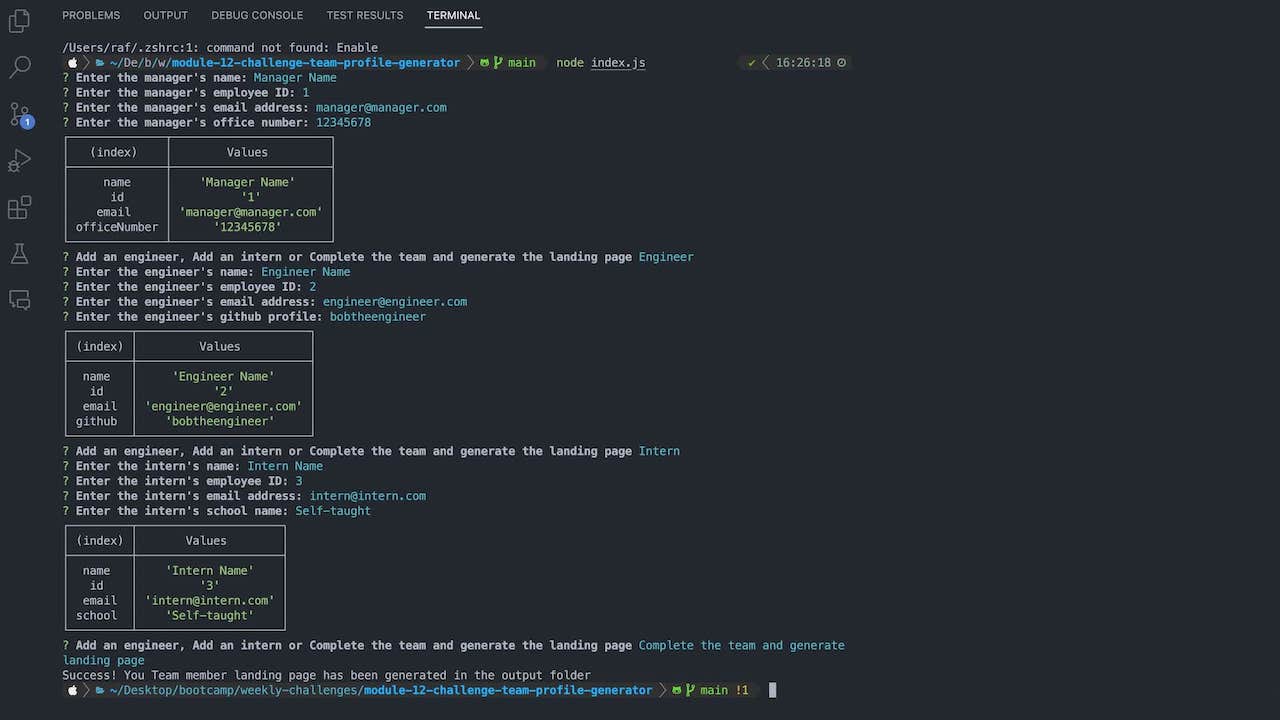 PROBLEMS OUTPUT DEBUG CONSOLE TEST RESULTS TERMINAL
/Users/raf/.zshrc:1: command not found: Enable
~/De/b/w/module-12-challenge-team-profile-generator main node index.js ✔ 16:26:18
? Enter the manager's name: Manager Name
? Enter the manager's employee ID: 1
1
? Enter the manager's email address: manager@manager.com
? Enter the manager's office number: 12345678
(index) Values
name 'Manager Name'
id '1'
email 'manager@manager.com'
officeNumber '12345678'
? Add an engineer, Add an intern or Complete the team and generate the landing page Engineer
? Enter the engineer's name: Engineer Name
? Enter the engineer's employee ID: 2
? Enter the engineer's email address: engineer@engineer.com
? Enter the engineer's github profile: bobtheengineer
(index) Values
name 'Engineer Name'
id '2'
email 'engineer@engineer.com'
github 'bobtheengineer'
? Add an engineer, Add an intern or Complete the team and generate the landing page Intern
? Enter the intern's name: Intern Name
? Enter the intern's employee ID: 3
? Enter the intern's email address: intern@intern.com
? Enter the intern's school name: Self-taught
(index) Values
name 'Intern Name'
id '3'
email 'intern@intern.com'
school 'Self-taught'
? Add an engineer, Add an intern or Complete the team and generate the landing page Complete the team and generate
landing page
Success! You Team member landing page has been generated in the output folder
~/Desktop/bootcamp/weekly-challenges/module-12-challenge-team-profile-generator main !1